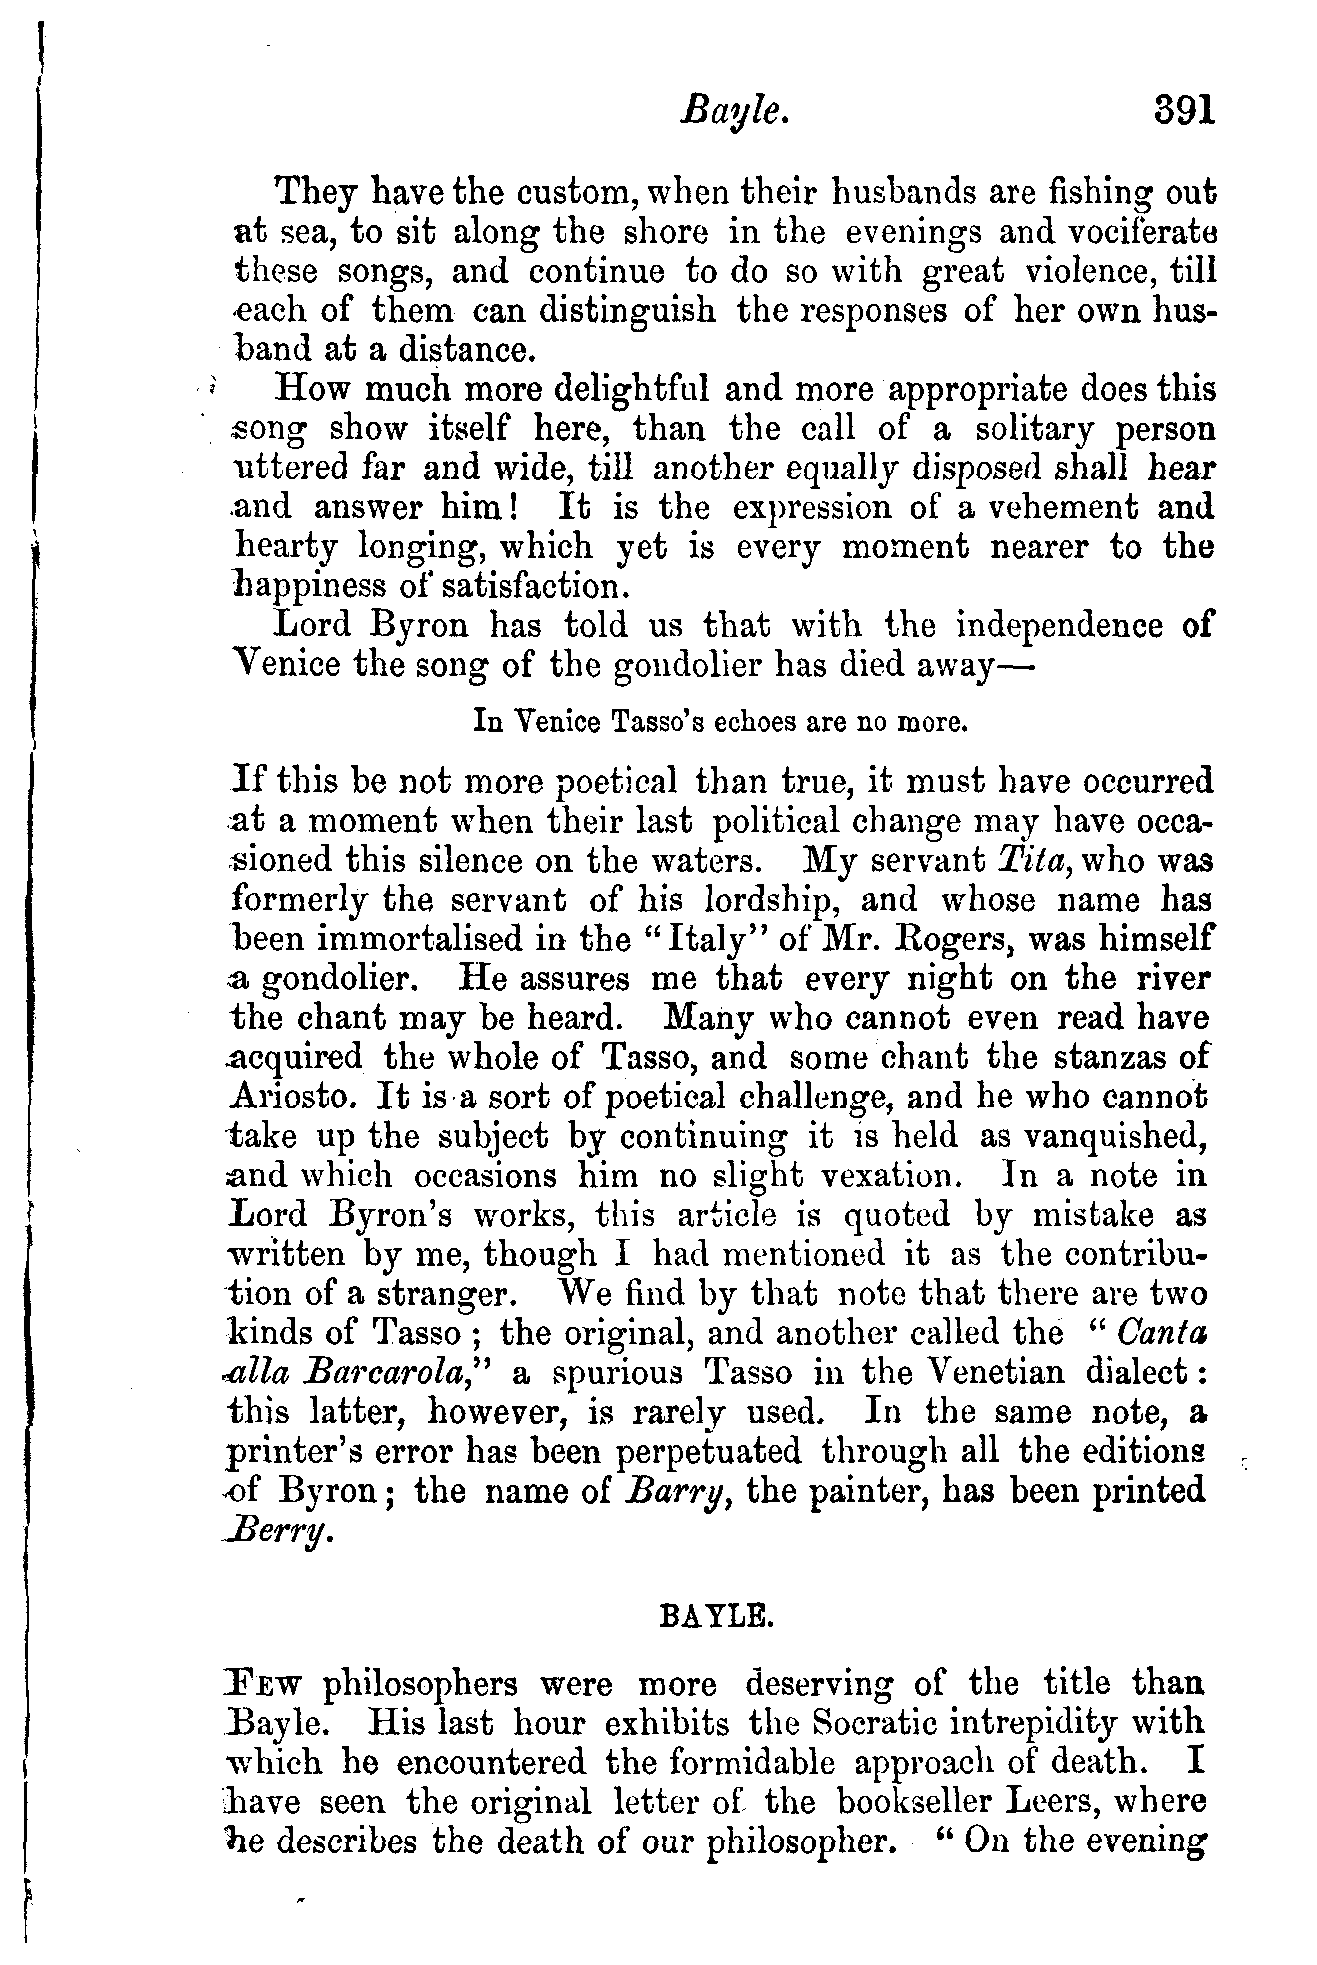 Bayle. 391
They have the custom, when their husbands are fishing out
at sea, to sit along the shore in the evenings and vociferate
these songs, and continue to do so with great violence, till
each of them can distinguish the responses of her own hus-
band at a distance.
How much more delightful and more appropriate does this
song show itself here, than the call of a solitary person
uttered far and wide, till another equally disposed shall hear
and answer him! It is the expression of a vehement and
hearty longing, which yet is every moment nearer to the
happiness of satisfaction.
Lord Byron has told us that with the independence of
Venice the song of the gondolier has died away—
In Venice Tasso's echoes are no more.
If this be not more poetical than true, it must have occurred
at a moment when their last political change may have occa-
sioned this silence on the waters. My servant Tita, who was
formerly the servant of his lordship, and whose name has
been immortalised in the "Italy" of Mr. Rogers, was himself
a gondolier. He assures me that every night on the river
the chant may be heard. Many who cannot even read have
acquired the whole of Tasso, and some chant the stanzas of
Ariosto. It is a sort of poetical challenge, and he who cannot
take up the subject by continuing it is held as vanquished,
and which occasions him no slight vexation. In a note in
Lord Byron's works, this article is quoted by mistake as
written by me, though I had mentioned it as the contribu-
tion of a stranger. We find by that note that there are two
kinds of Tasso; the original, and another called the "Canta
alla Barcarola," a spurious Tasso in the Venetian dialect:
this latter, however, is rarely used. In the same note, a
printer's error has been perpetuated through all the editions
of Byron; the name of Barry, the painter, has been printed
Berry.
BAYLE.
FEW philosophers were more deserving of the title than
Bayle. His last hour exhibits the Socratic intrepidity with
which he encountered the formidable approach of death. I
have seen the original letter of the bookseller Leers, where
he describes the death of our philosopher. "On the evening